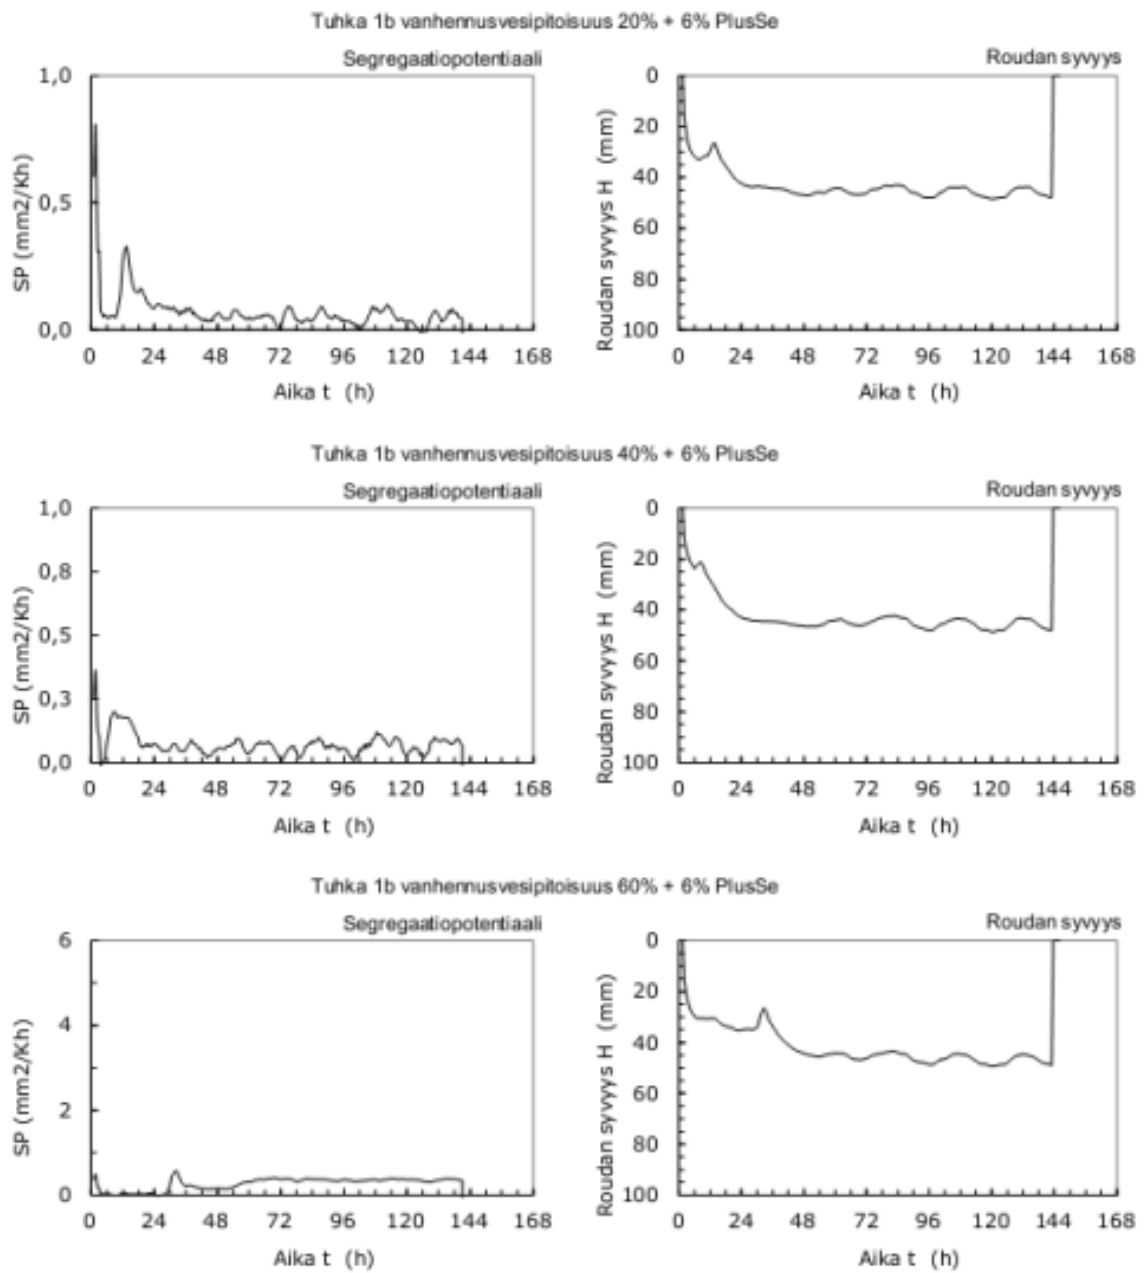 Tuhka 1b vanhennusvesipitoisuus 20% + 6% PlusSe
Segregaatiopotentiaali
1,0
0,5
0,0
SP (mm2/Kh)
0 24 48 72 96 120 144 168
Aika t (h)
Roudan syvyys
0
20
40
60
80
100
Roudan syvyys H (mm)
0 24 48 72 96 120 144 168
Aika t (h)
Tuhka 1b vanhennusvesipitoisuus 40% + 6% PlusSe
Segregaatiopotentiaali
1,0
0,8
0,5
0,3
0,0
SP (mm2/Kh)
0 24 48 72 96 120 144 168
Aika t (h)
Roudan syvyys
0
20
40
60
80
100
Roudan syvyys H (mm)
0 24 48 72 96 120 144 168
Aika t (h)
Tuhka 1b vanhennusvesipitoisuus 60% + 6% PlusSe
Segregaatiopotentiaali
6
4
2
0
SP (mm2/Kh)
0 24 48 72 96 120 144 168
Aika t (h)
Roudan syvyys
0
20
40
60
80
100
Roudan syvyys H (mm)
0 24 48 72 96 120 144 168
Aika t (h)